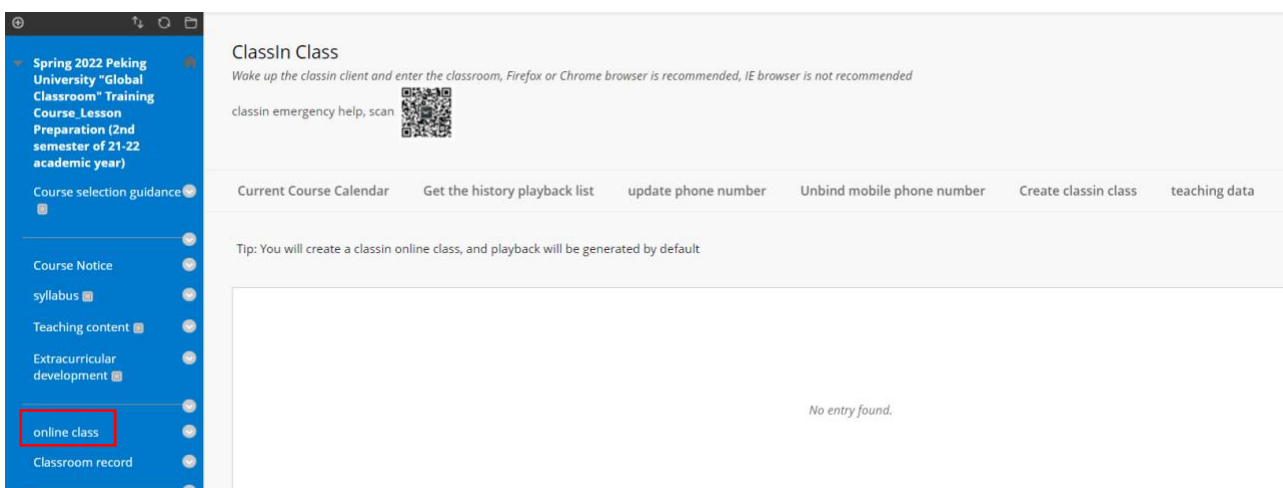 Spring 2022 Peking
University "Global
Classroom" Training
Course_Lesson
Preparation (2nd
semester of 21-22
academic year)
Course selection guidance
Course Notice
syllabus
Teaching content
Extracurricular
development
online class
Classroom record
ClassIn Class
Wake up the classin client and enter the classroom, Firefox or Chrome browser is recommended, IE browser is not recommended
classin emergency help, scan
Current Course Calendar Get the history playback list update phone number Unbind mobile phone number Create classin class teaching data
Tip: You will create a classin online class, and playback will be generated by default
No entry found.